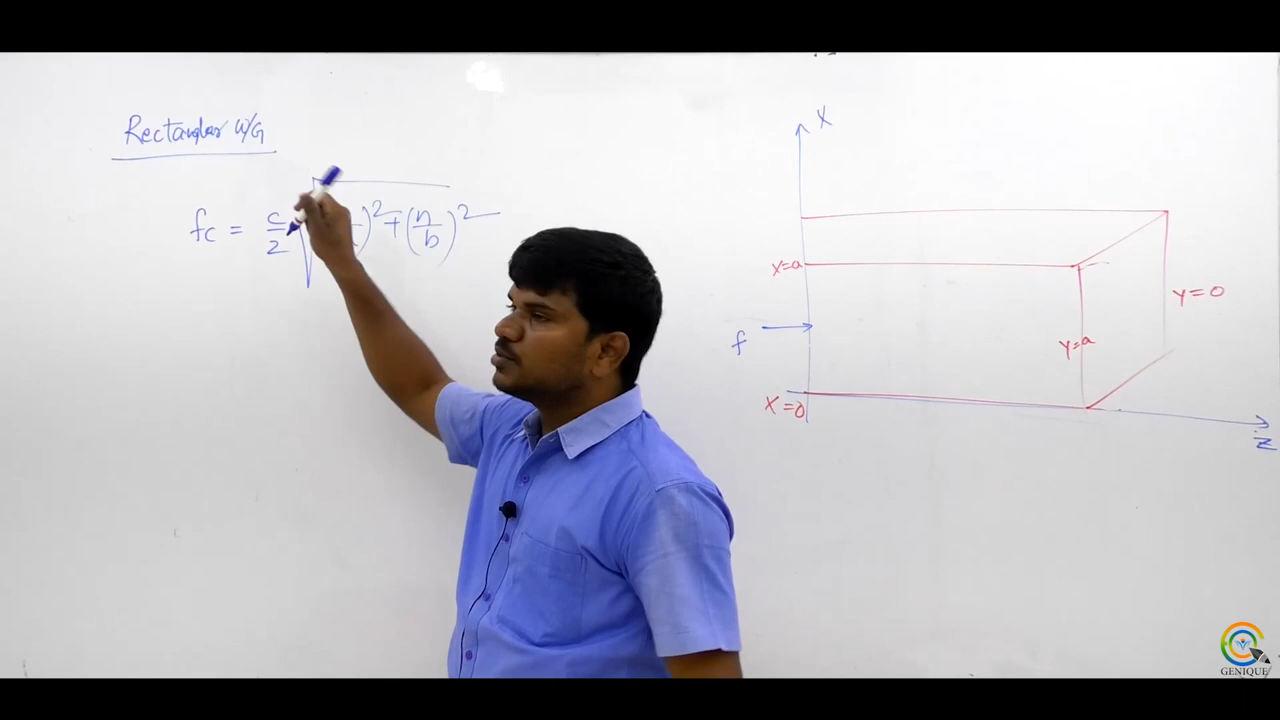 Rectangular W/G
fc = c/2 √( )² + (n/b)²
X
x=a
y=0
f
y=a
x=0
z
GENIQUE